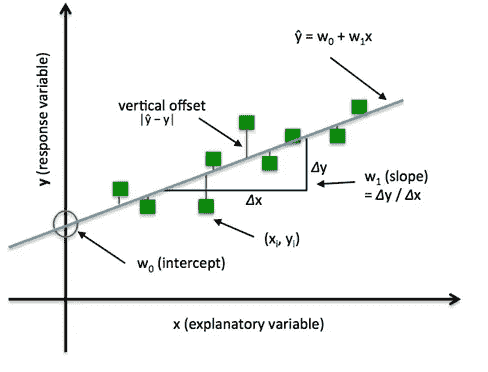 ŷ = w₀ + w₁x
vertical offset
|ŷ − y|
y (response variable)
Δy
Δx
w₁ (slope)
= Δy / Δx
(xᵢ, yᵢ)
w₀ (intercept)
x (explanatory variable)